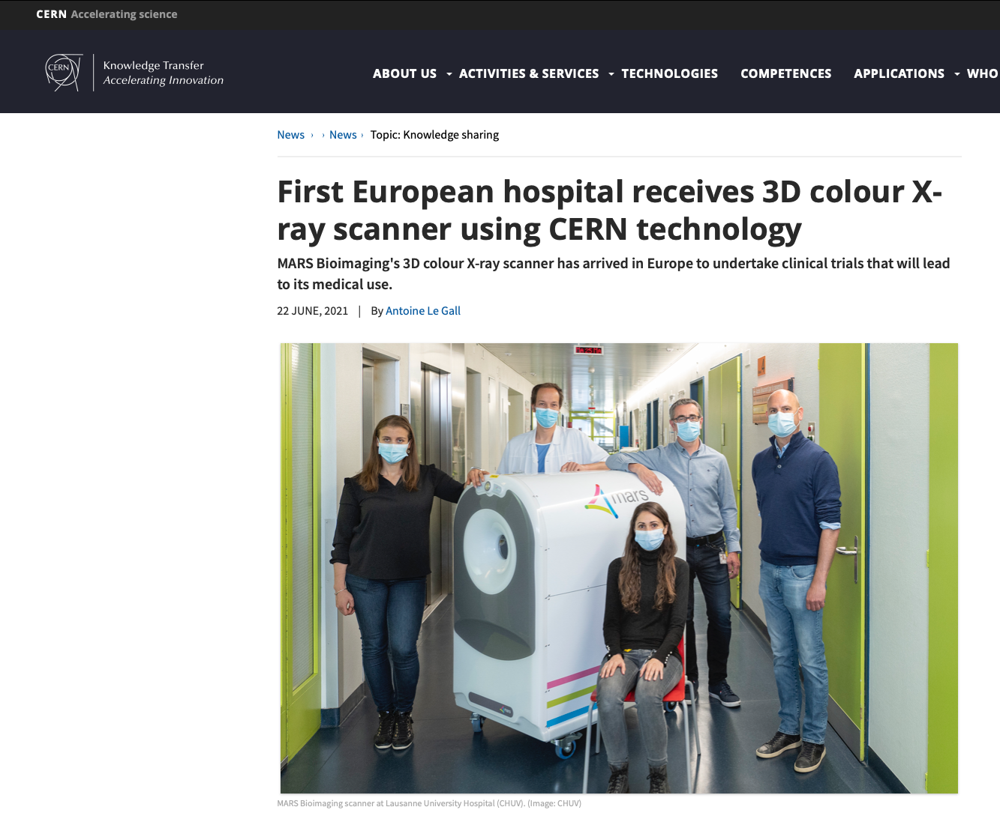 CERN Accelerating science
CERN
Knowledge Transfer
Accelerating Innovation
ABOUT US
ACTIVITIES & SERVICES
TECHNOLOGIES
COMPETENCES
APPLICATIONS
WHO
News › › News › Topic: Knowledge sharing
First European hospital receives 3D colour X-
ray scanner using CERN technology
MARS Bioimaging's 3D colour X-ray scanner has arrived in Europe to undertake clinical trials that will lead
to its medical use.
22 JUNE, 2021 | By Antoine Le Gall
mars
mars
MARS Bioimaging scanner at Lausanne University Hospital (CHUV). (Image: CHUV)